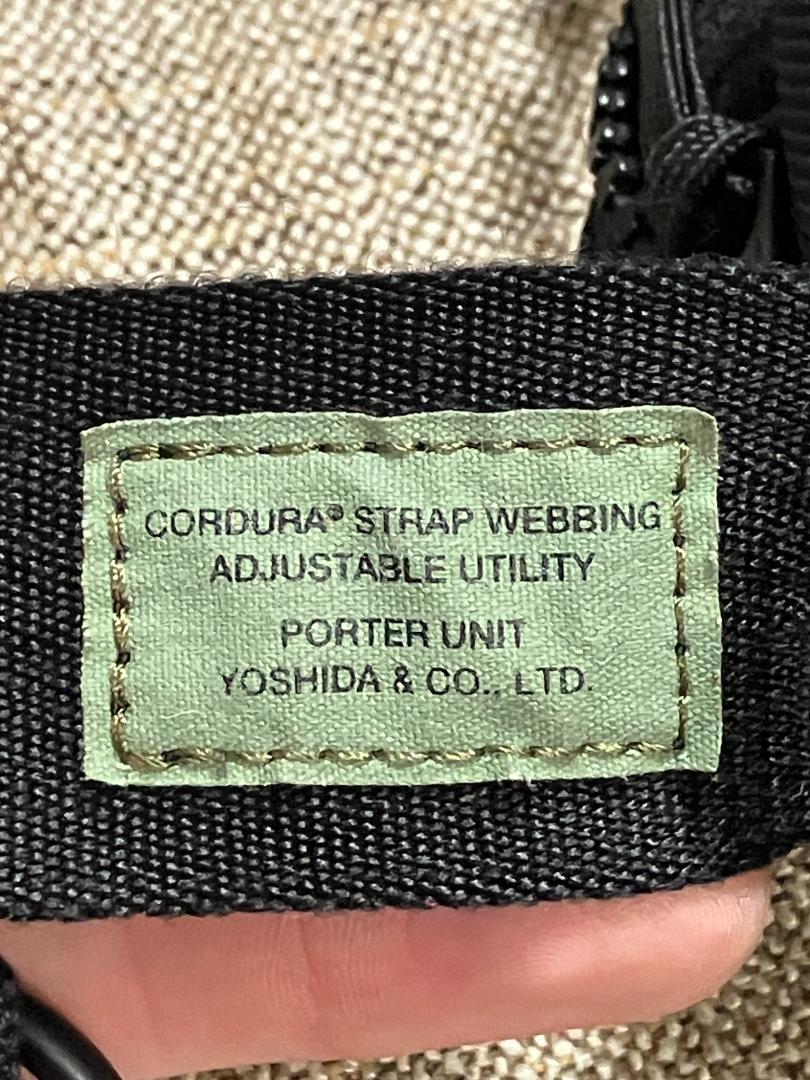 CORDURA® STRAP WEBBING
ADJUSTABLE UTILITY
PORTER UNIT
YOSHIDA & CO., LTD.